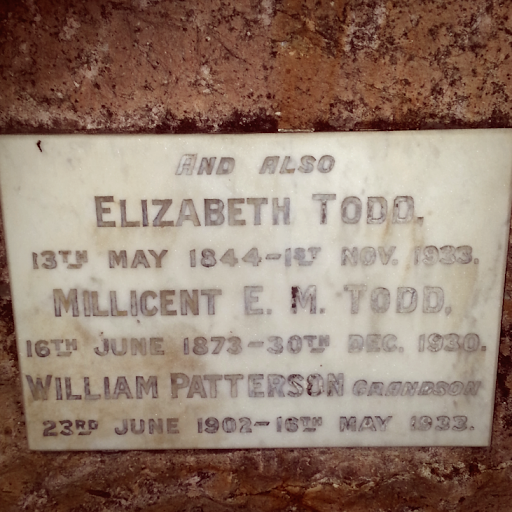 AND ALSO
ELIZABETH TODD.
13TH MAY 1844–1ST NOV. 1933.
MILLICENT E. M. TODD.
16TH JUNE 1873–30TH DEC. 1930.
WILLIAM PATTERSON GRANDSON
23RD JUNE 1902–16TH MAY 1933.